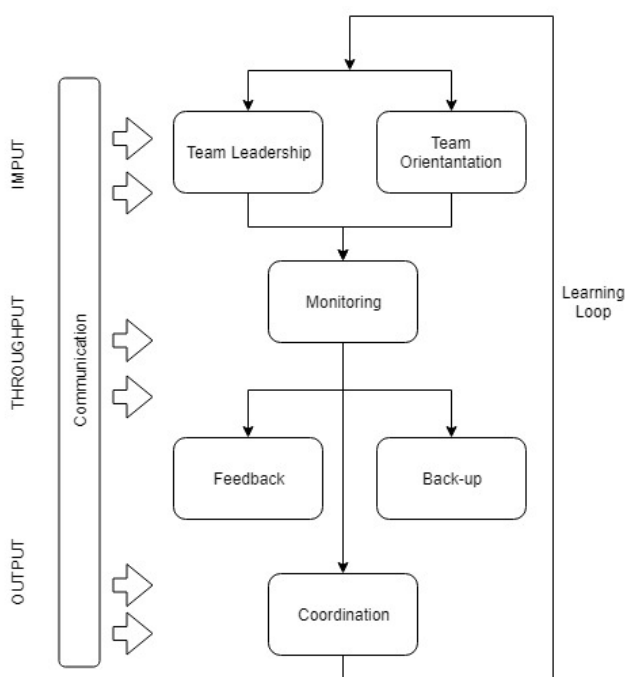 IMPUT
THROUGHPUT
OUTPUT
Communication
Team Leadership
Team
Orientantation
Monitoring
Feedback
Back-up
Coordination
Learning
Loop